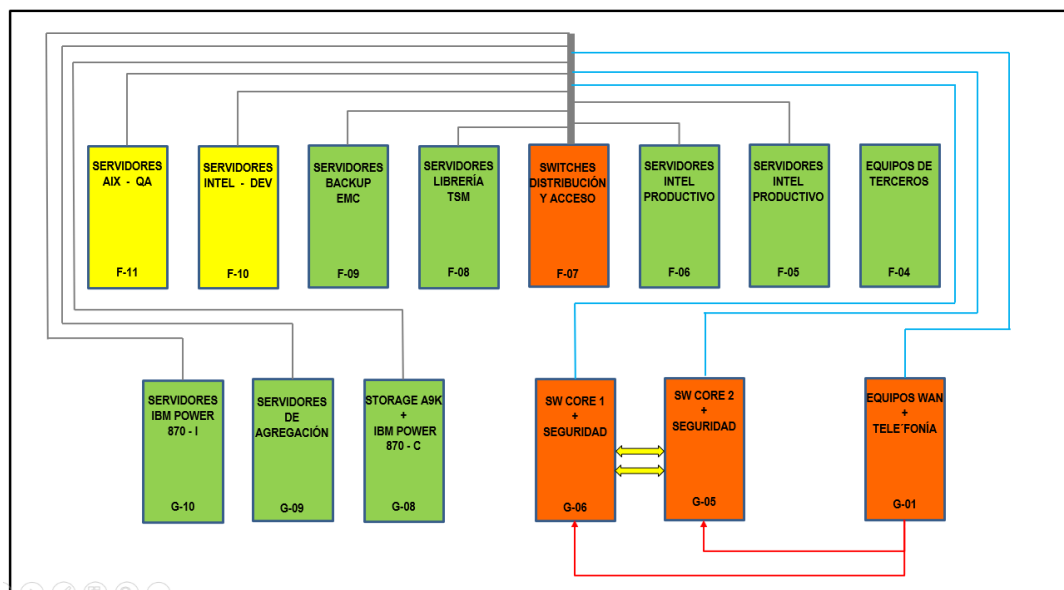 SERVIDORES
AIX - QA
F-11
SERVIDORES
INTEL - DEV
F-10
SERVIDORES
BACKUP
EMC
F-09
SERVIDORES
LIBRERÍA
TSM
F-08
SWITCHES
DISTRIBUCIÓN
Y ACCESO
F-07
SERVIDORES
INTEL
PRODUCTIVO
F-06
SERVIDORES
INTEL
PRODUCTIVO
F-05
EQUIPOS DE
TERCEROS
F-04
SERVIDORES
IBM POWER
870 - I
G-10
SERVIDORES
DE
AGREGACIÓN
G-09
STORAGE A9K
+
IBM POWER
870 - C
G-08
SW CORE 1
+
SEGURIDAD
G-06
SW CORE 2
+
SEGURIDAD
G-05
EQUIPOS WAN
+
TELE´FONÍA
G-01